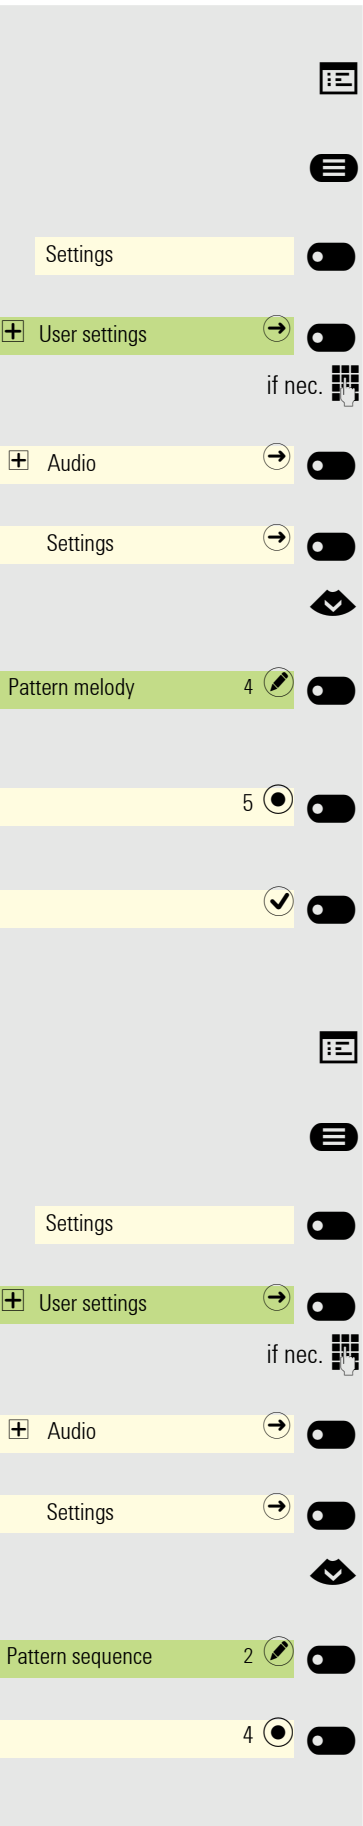 Settings
User settings
if nec.
Audio
Settings
Pattern melody 4
5
Settings
User settings
if nec.
Audio
Settings
Pattern sequence 2
4